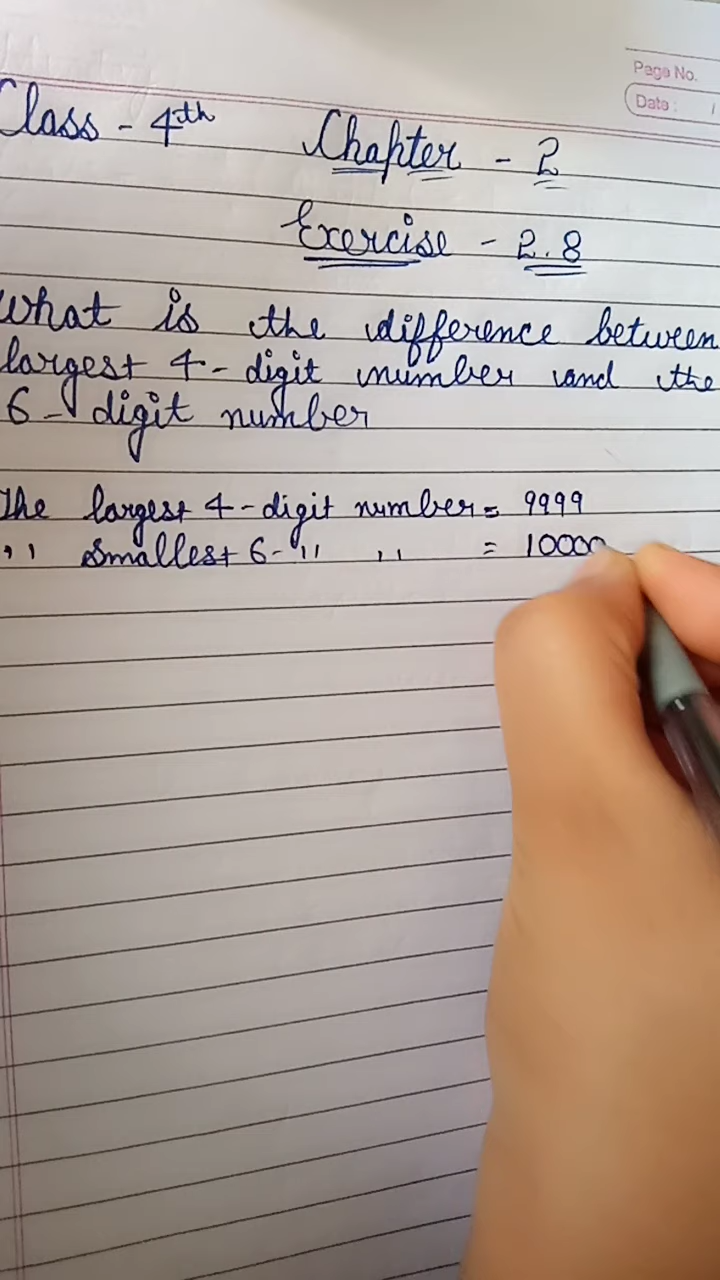 Page No.
Date : /
Class - 4th
Chapter - 2
Exercise - 2.8
What is the difference between
largest 4-digit number and the
6-digit number
The largest 4-digit number = 9999
,, smallest 6- ,, ,, = 10000